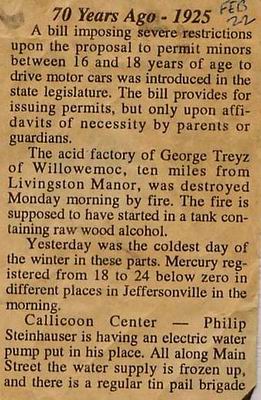 70 Years Ago - 1925
FEB
22
A bill imposing severe restrictions
upon the proposal to permit minors
between 16 and 18 years of age to
drive motor cars was introduced in the
state legislature. The bill provides for
issuing permits, but only upon affi-
davits of necessity by parents or
guardians.
The acid factory of George Treyz
of Willowemoc, ten miles from
Livingston Manor, was destroyed
Monday morning by fire. The fire is
supposed to have started in a tank con-
taining raw wood alcohol.
Yesterday was the coldest day of
the winter in these parts. Mercury reg-
istered from 18 to 24 below zero in
different places in Jeffersonville in the
morning.
Callicoon Center — Philip
Steinhauser is having an electric water
pump put in his place. All along Main
Street the water supply is frozen up,
and there is a regular tin pail brigade